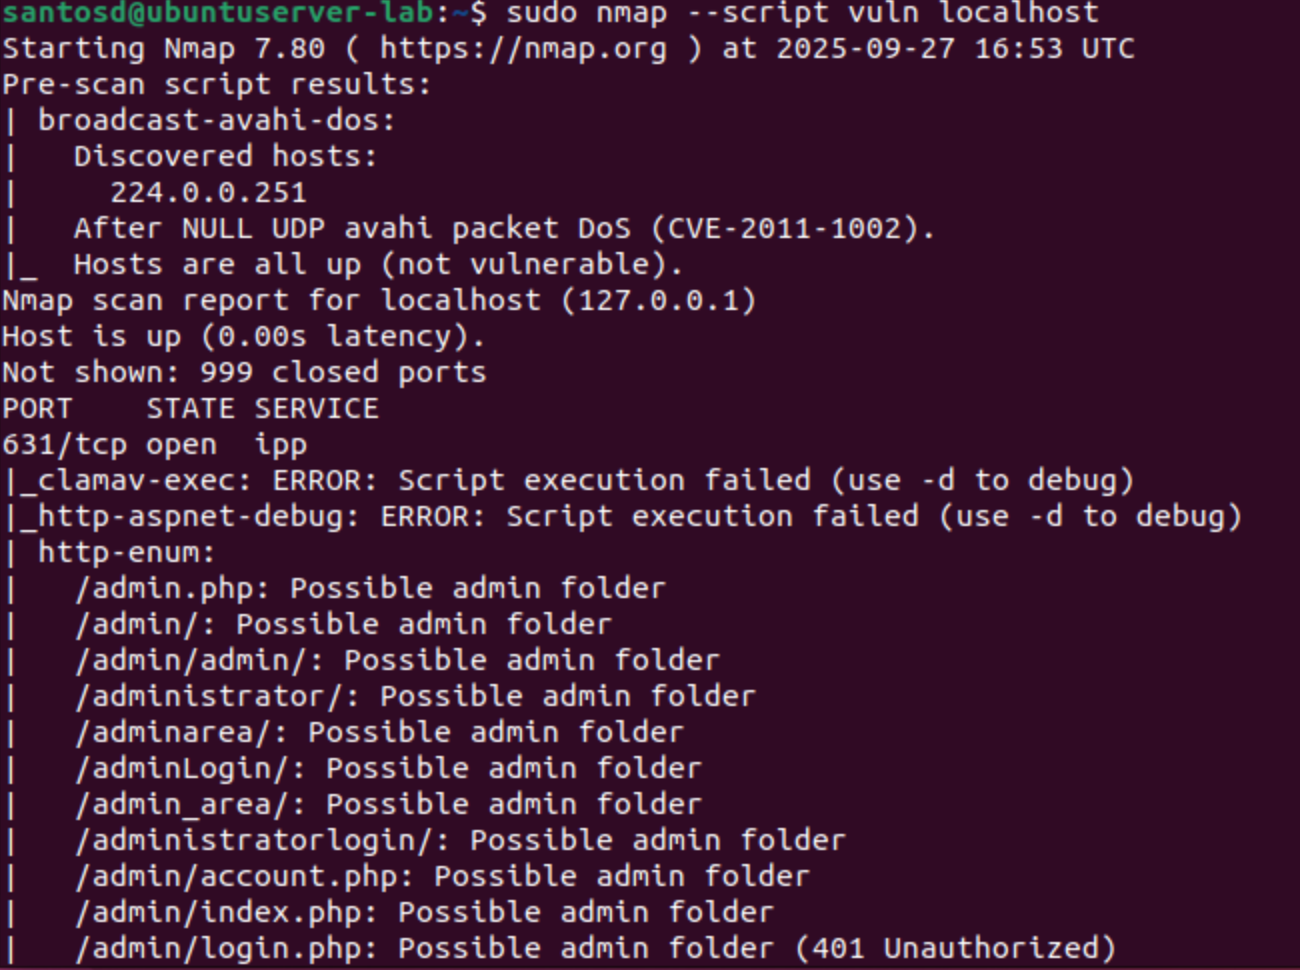 santosd@ubuntuserver-lab:~$ sudo nmap --script vuln localhost
Starting Nmap 7.80 ( https://nmap.org ) at 2025-09-27 16:53 UTC
Pre-scan script results:
| broadcast-avahi-dos:
|   Discovered hosts:
|     224.0.0.251
|   After NULL UDP avahi packet DoS (CVE-2011-1002).
|_  Hosts are all up (not vulnerable).
Nmap scan report for localhost (127.0.0.1)
Host is up (0.00s latency).
Not shown: 999 closed ports
PORT    STATE SERVICE
631/tcp open  ipp
|_clamav-exec: ERROR: Script execution failed (use -d to debug)
|_http-aspnet-debug: ERROR: Script execution failed (use -d to debug)
| http-enum:
|   /admin.php: Possible admin folder
|   /admin/: Possible admin folder
|   /admin/admin/: Possible admin folder
|   /administrator/: Possible admin folder
|   /adminarea/: Possible admin folder
|   /adminLogin/: Possible admin folder
|   /admin_area/: Possible admin folder
|   /administratorlogin/: Possible admin folder
|   /admin/account.php: Possible admin folder
|   /admin/index.php: Possible admin folder
|   /admin/login.php: Possible admin folder (401 Unauthorized)